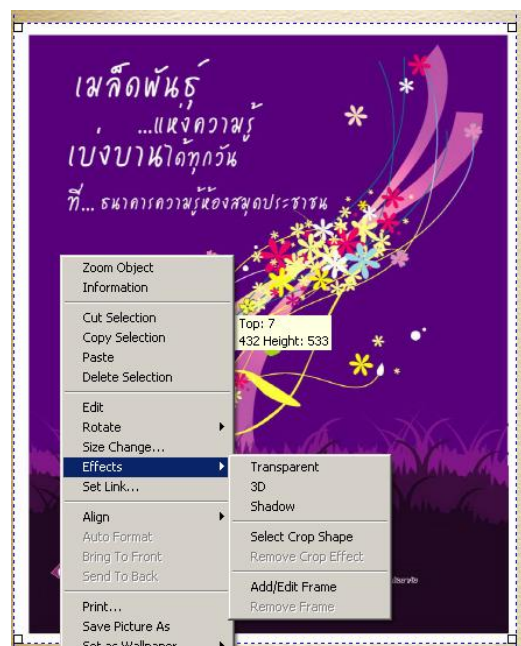 เมล็ดพันธุ์
...แห่งความรู้
เบ่งบานได้ทุกวัน
ที่... ธนาคารความรู้ห้องสมุดประชาชน
Zoom Object
Information
Cut Selection
Copy Selection
Paste
Delete Selection
Top: 7
432 Height: 533
Edit
Rotate
Size Change...
Effects
Set Link...
Align
Auto Format
Bring To Front
Send To Back
Print...
Save Picture As
Set as Wallpaper
Transparent
3D
Shadow
Select Crop Shape
Remove Crop Effect
Add/Edit Frame
Remove Frame